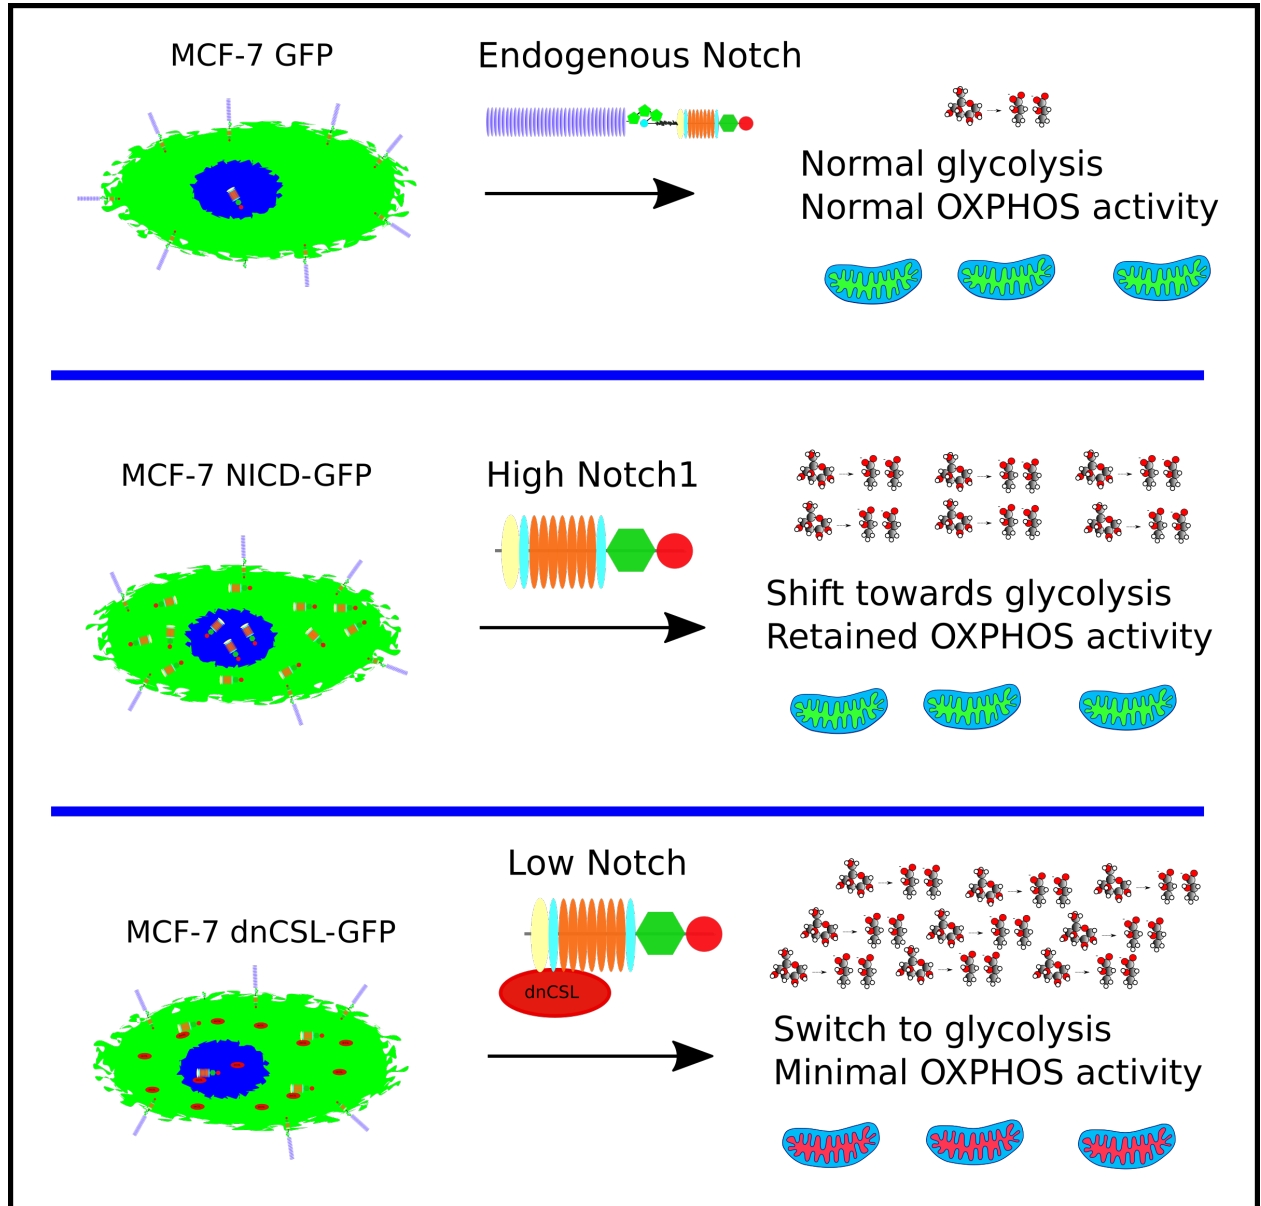 MCF-7 GFP
Endogenous Notch
Normal glycolysis
Normal OXPHOS activity
MCF-7 NICD-GFP
High Notch1
Shift towards glycolysis
Retained OXPHOS activity
Low Notch
MCF-7 dnCSL-GFP
dnCSL
Switch to glycolysis
Minimal OXPHOS activity